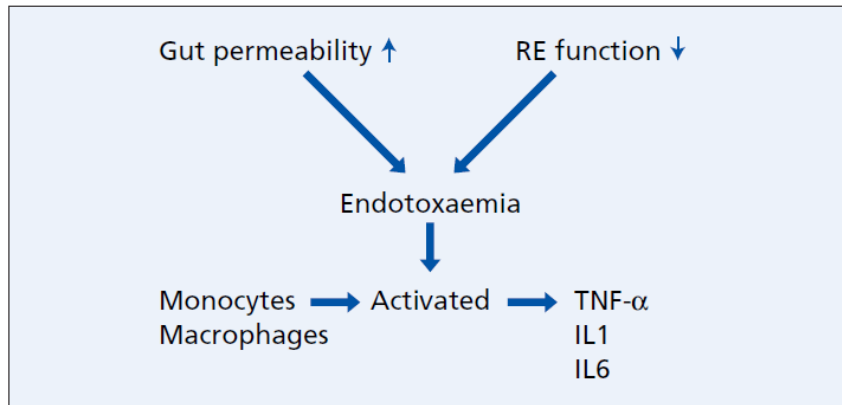 Gut permeability ↑ RE function ↓
Endotoxaemia
Monocytes → Activated → TNF-α
Macrophages IL1
IL6